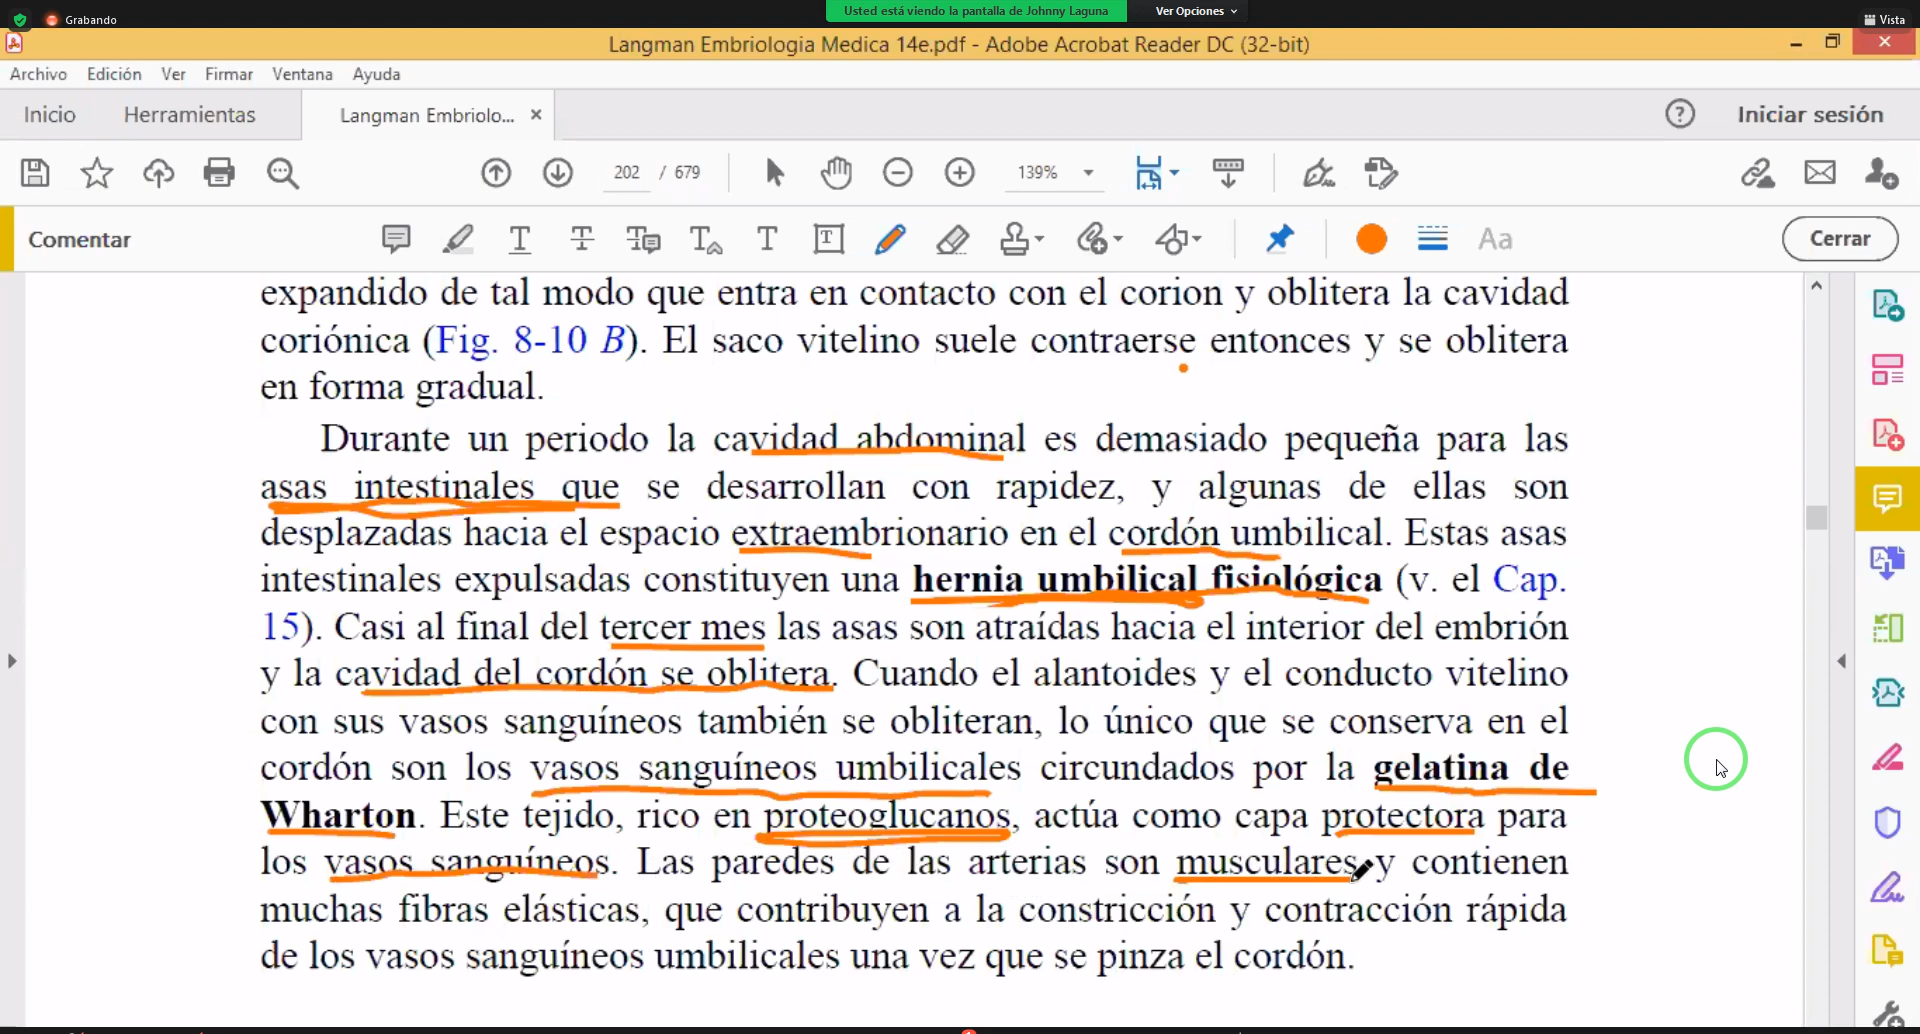 Grabando
Usted está viendo la pantalla de Johnny Laguna
Ver Opciones
Vista
Langman Embriologia Medica 14e.pdf - Adobe Acrobat Reader DC (32-bit)
Archivo Edición Ver Firmar Ventana Ayuda
Inicio Herramientas Langman Embriolo... Iniciar sesión
202 / 679 139%
Comentar
Aa
Cerrar
expandido de tal modo que entra en contacto con el corion y oblitera la cavidad
coriónica (Fig. 8-10 B). El saco vitelino suele contraerse entonces y se oblitera
en forma gradual.
Durante un periodo la cavidad abdominal es demasiado pequeña para las
asas intestinales que se desarrollan con rapidez, y algunas de ellas son
desplazadas hacia el espacio extraembrionario en el cordón umbilical. Estas asas
intestinales expulsadas constituyen una hernia umbilical fisiológica (v. el Cap.
15). Casi al final del tercer mes las asas son atraídas hacia el interior del embrión
y la cavidad del cordón se oblitera. Cuando el alantoides y el conducto vitelino
con sus vasos sanguíneos también se obliteran, lo único que se conserva en el
cordón son los vasos sanguíneos umbilicales circundados por la gelatina de
Wharton. Este tejido, rico en proteoglucanos, actúa como capa protectora para
los vasos sanguíneos. Las paredes de las arterias son musculares y contienen
muchas fibras elásticas, que contribuyen a la constricción y contracción rápida
de los vasos sanguíneos umbilicales una vez que se pinza el cordón.